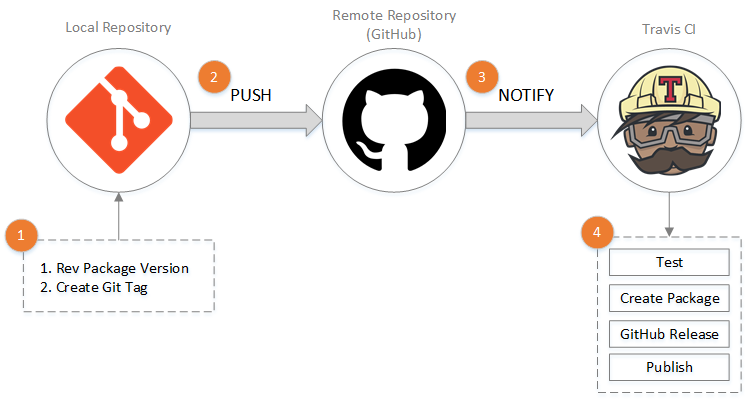 Local Repository
Remote Repository
(GitHub)
Travis CI
2
PUSH
3
NOTIFY
T
1
1. Rev Package Version
2. Create Git Tag
4
Test
Create Package
GitHub Release
Publish